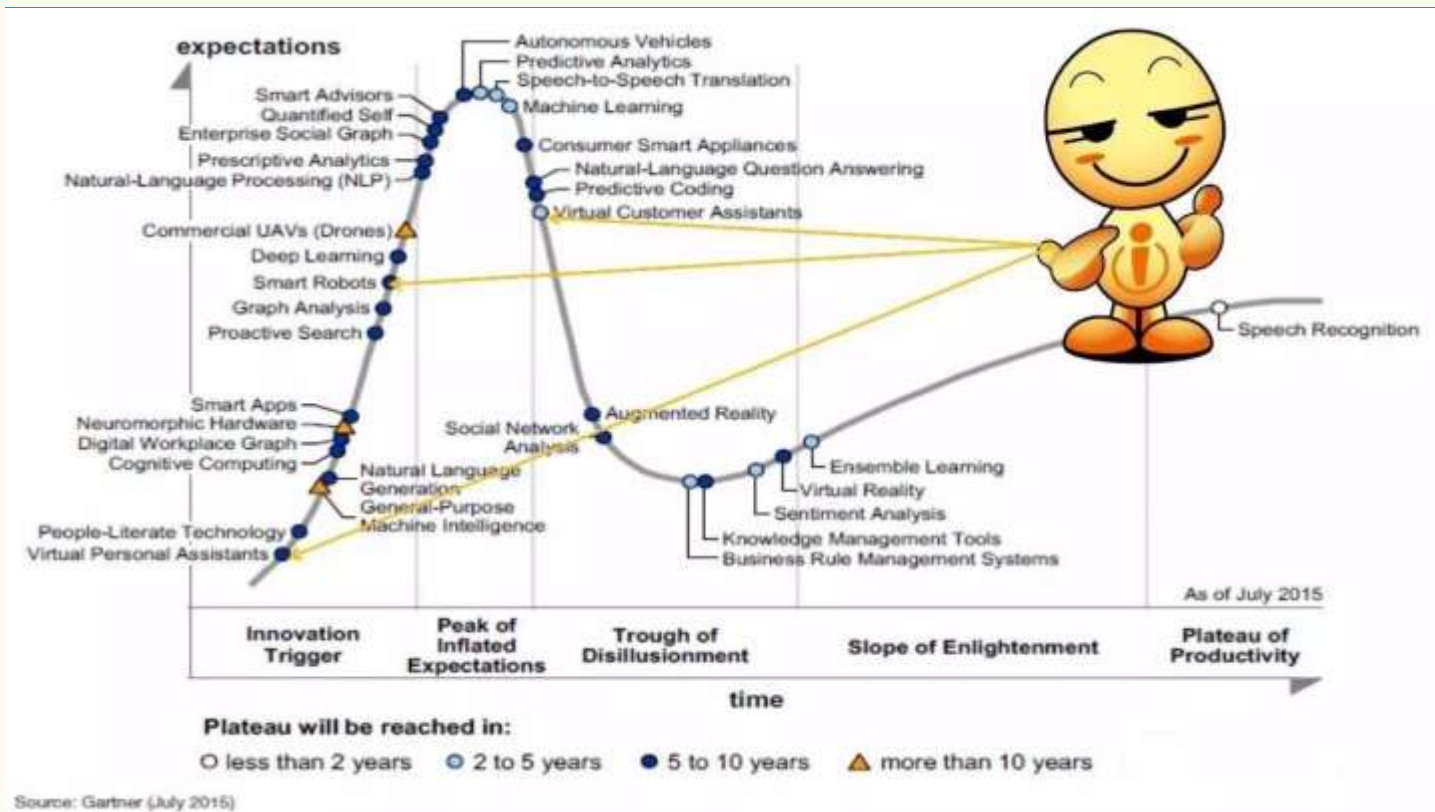 expectations
Autonomous Vehicles
Predictive Analytics
Speech-to-Speech Translation
Machine Learning
Smart Advisors
Quantified Self
Enterprise Social Graph
Prescriptive Analytics
Natural-Language Processing (NLP)
Consumer Smart Appliances
Natural-Language Question Answering
Predictive Coding
Virtual Customer Assistants
Commercial UAVs (Drones)
Deep Learning
Smart Robots
Graph Analysis
Proactive Search
Speech Recognition
Smart Apps
Neuromorphic Hardware
Digital Workplace Graph
Cognitive Computing
Augmented Reality
Social Network
Analysis
Natural Language
Generation
General-Purpose
Machine Intelligence
People-Literate Technology
Virtual Personal Assistants
Ensemble Learning
Virtual Reality
Sentiment Analysis
Knowledge Management Tools
Business Rule Management Systems
As of July 2015
Innovation
Trigger
Peak of
Inflated
Expectations
Trough of
Disillusionment
Slope of Enlightenment
Plateau of
Productivity
time
Plateau will be reached in:
less than 2 years
2 to 5 years
5 to 10 years
more than 10 years
Source: Gartner (July 2015)